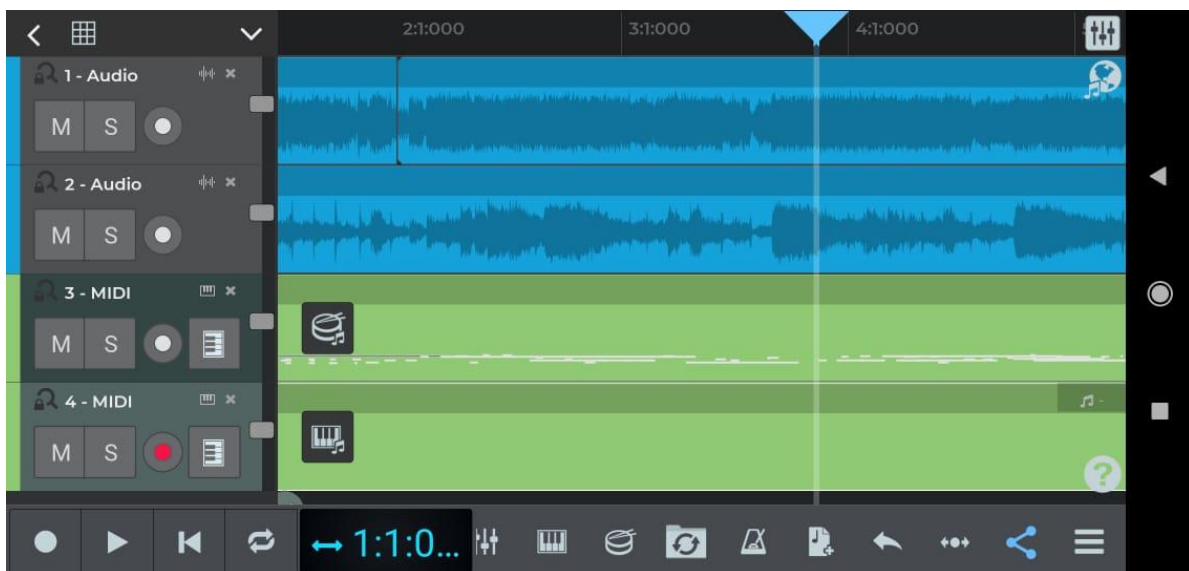 2:1:000 3:1:000 4:1:000
1 - Audio
M S
2 - Audio
M S
3 - MIDI
M S
4 - MIDI
M S
?
1:1:0...